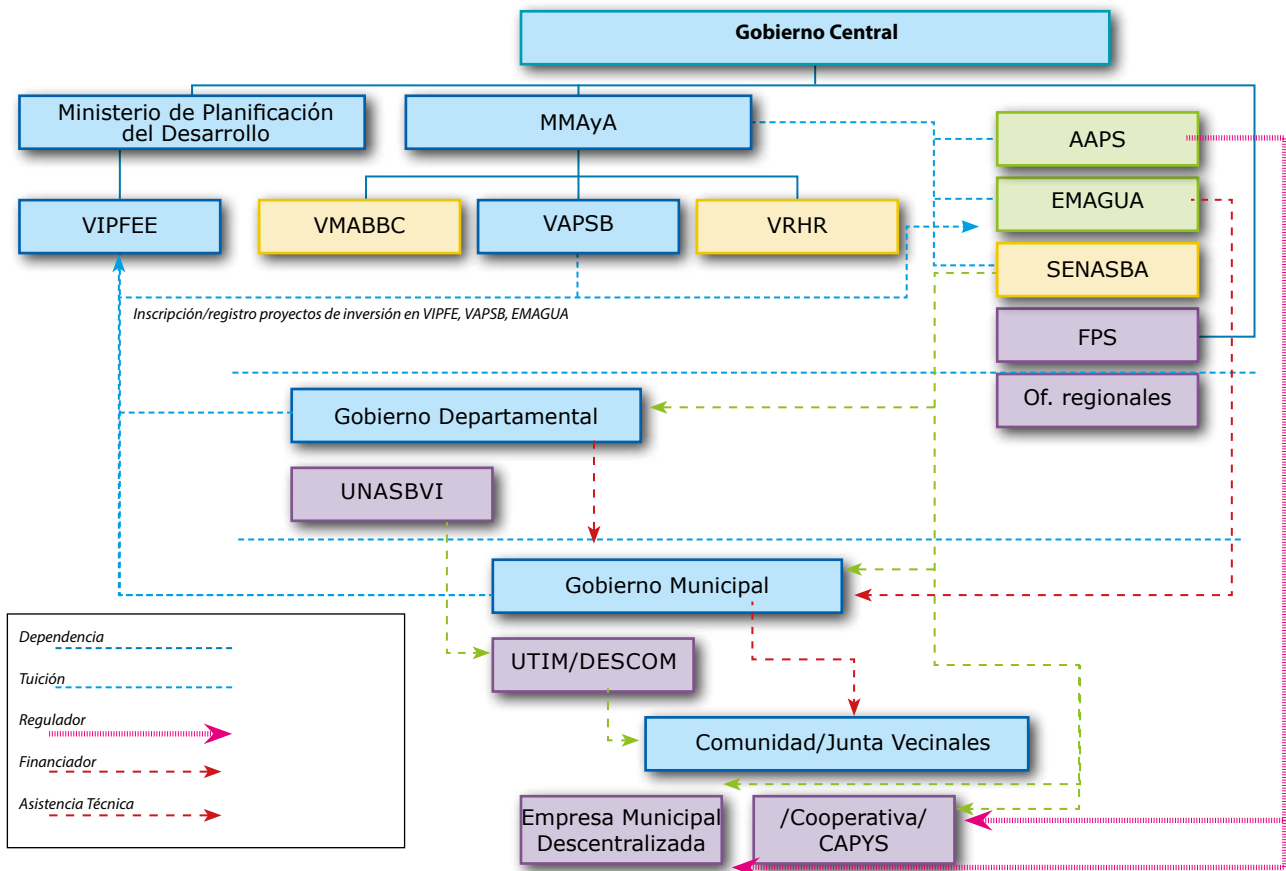 Gobierno Central
Ministerio de Planificación
del Desarrollo
MMAyA
AAPS
EMAGUA
VIPFEE
VMABBC
VAPSB
VRHR
SENASBA
Inscripción/registro proyectos de inversión en VIPFE, VAPSB, EMAGUA
FPS
Of. regionales
Gobierno Departamental
UNASBVI
Gobierno Municipal
Dependencia
UTIM/DESCOM
Tuición
Regulador
Comunidad/Junta Vecinales
Financiador
Asistencia Técnica
Empresa Municipal
Descentralizada
/Cooperativa/
CAPYS